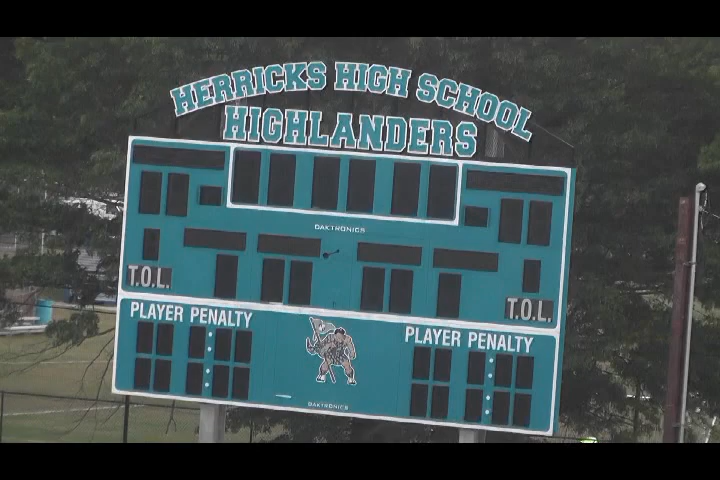 HERRICKS HIGH SCHOOL
HIGHLANDERS
DAKTRONICS
T.O.L. T.O.L.
PLAYER PENALTY PLAYER PENALTY
DAKTRONICS